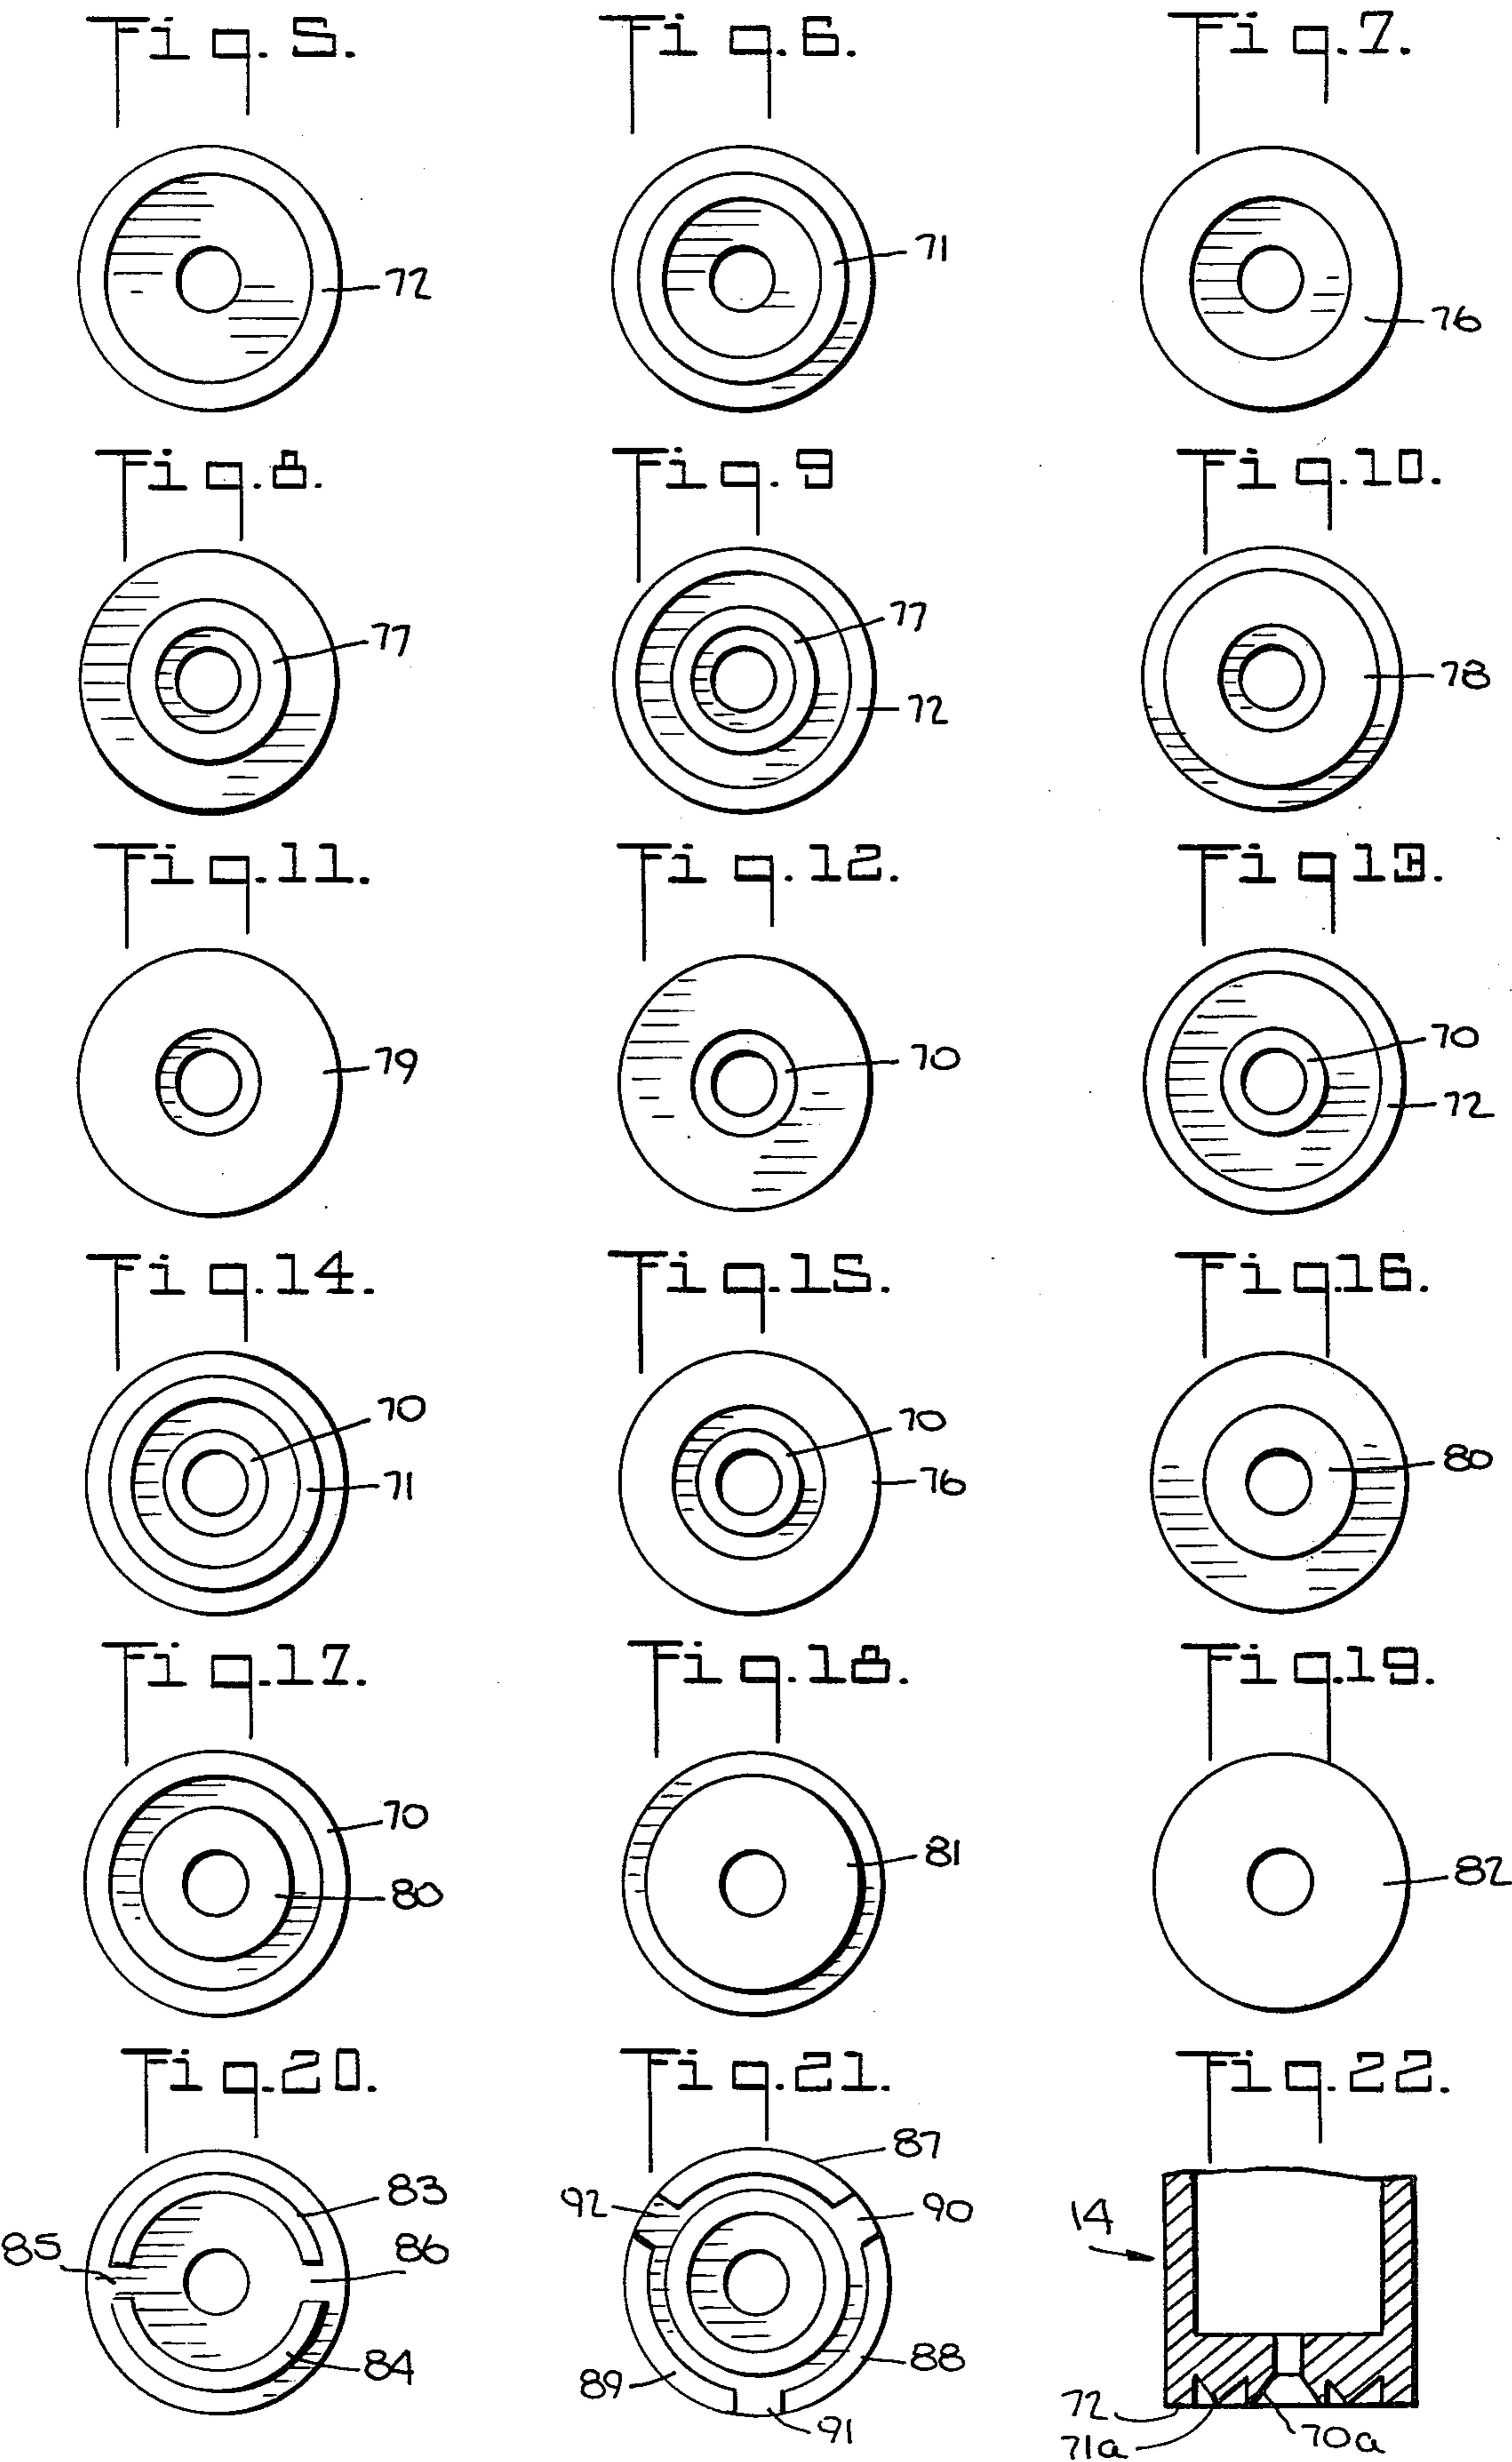 Fig. 5.
Fig. 6.
Fig. 7.
72
71
76
Fig. 8.
Fig. 9
Fig. 10.
77
77
72
78
Fig. 11.
Fig. 12.
Fig. 13.
79
70
70
72
Fig. 14.
Fig. 15.
Fig. 16.
70
71
70
76
80
Fig. 17.
Fig. 18.
Fig. 19.
70
80
81
82
Fig. 20.
Fig. 21.
Fig. 22.
83
85
86
84
87
92
90
89
88
91
14
72
71a
70a